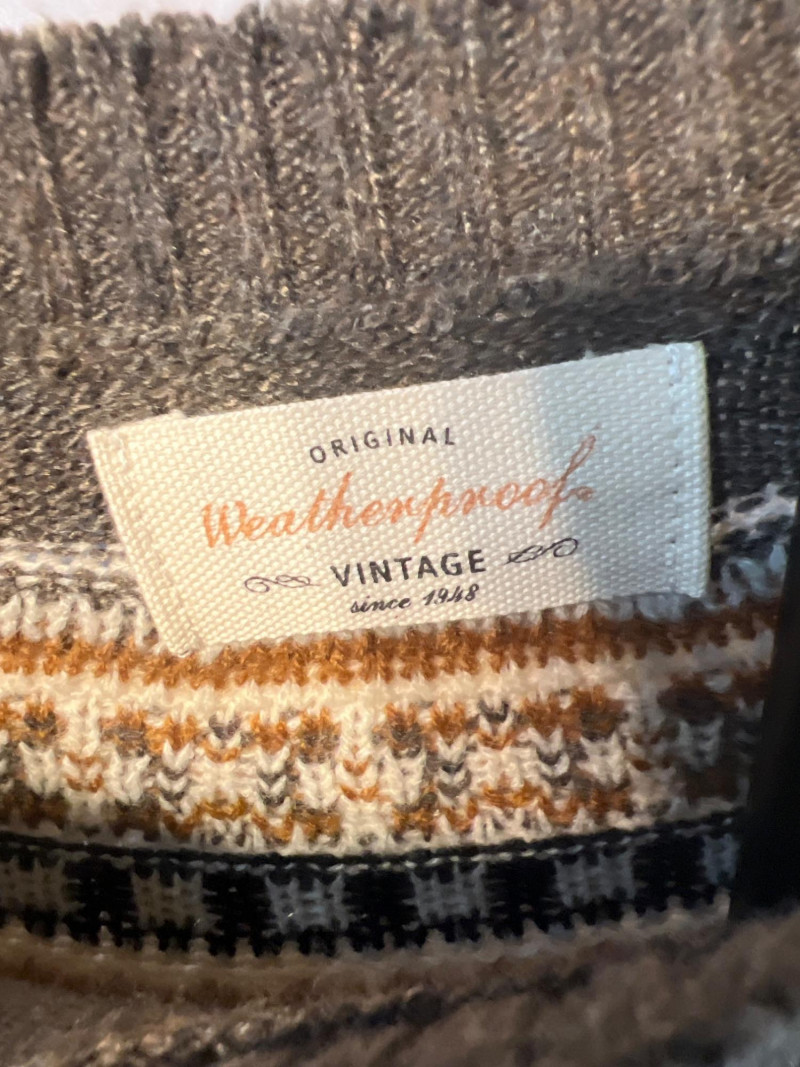 ORIGINAL
Weatherproof
VINTAGE
since 1948